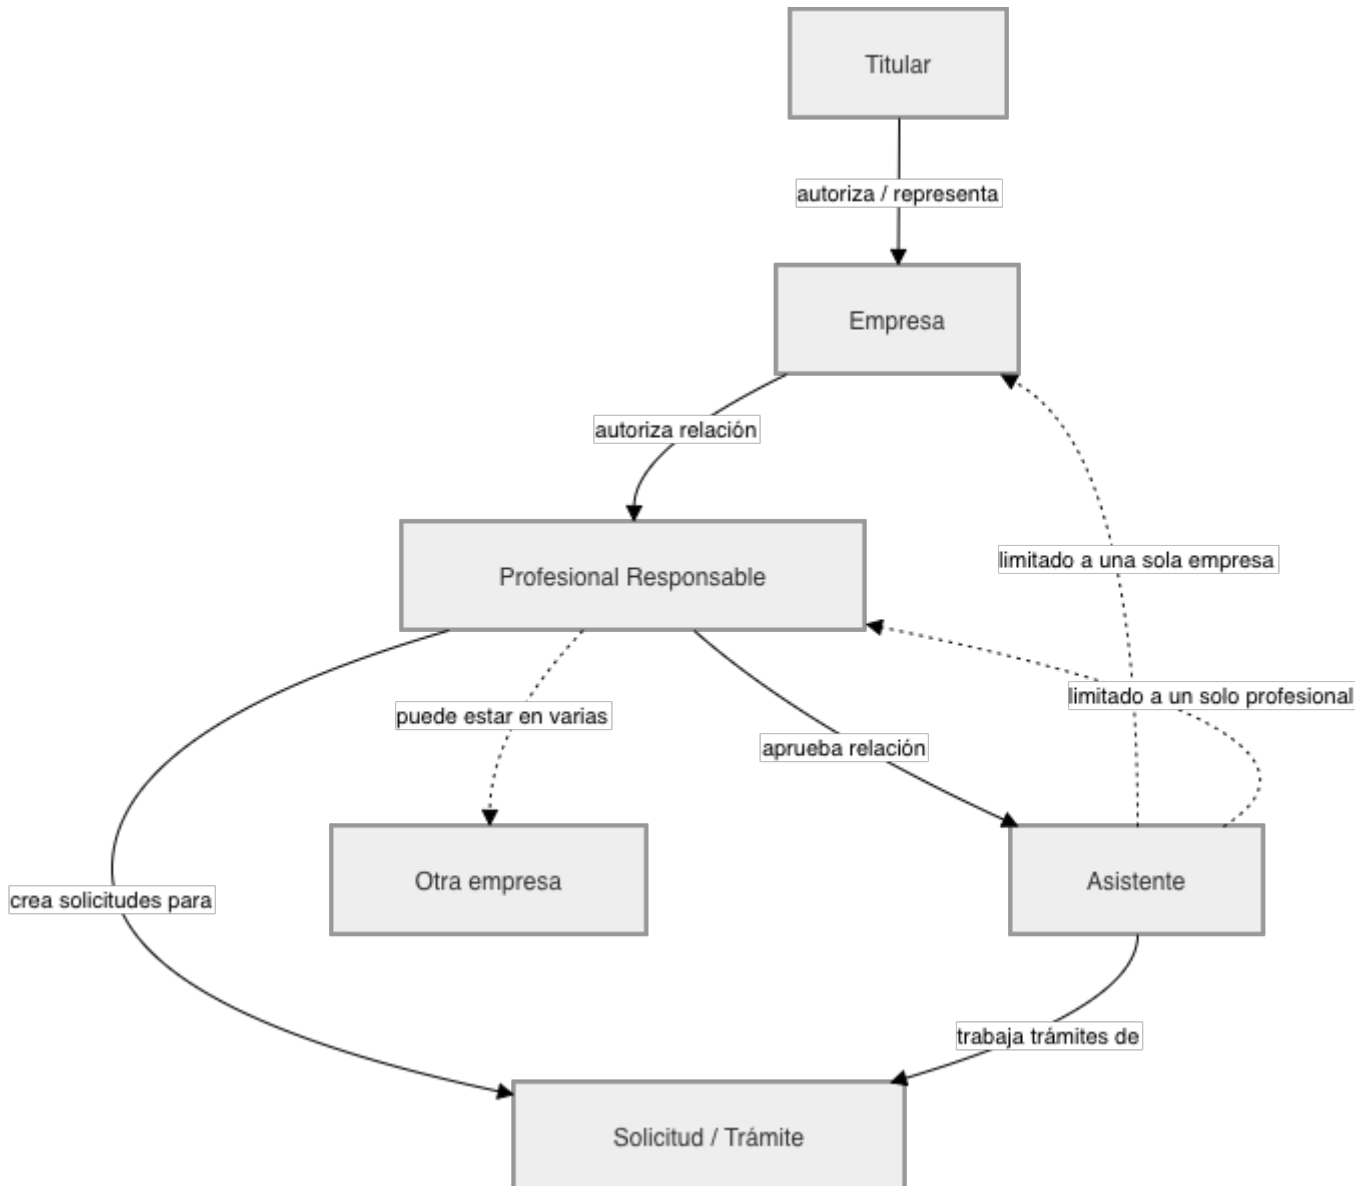 Titular
autoriza / representa
Empresa
autoriza relación
Profesional Responsable
limitado a una sola empresa
limitado a un solo profesional
puede estar en varias
aprueba relación
Otra empresa
Asistente
crea solicitudes para
trabaja trámites de
Solicitud / Trámite